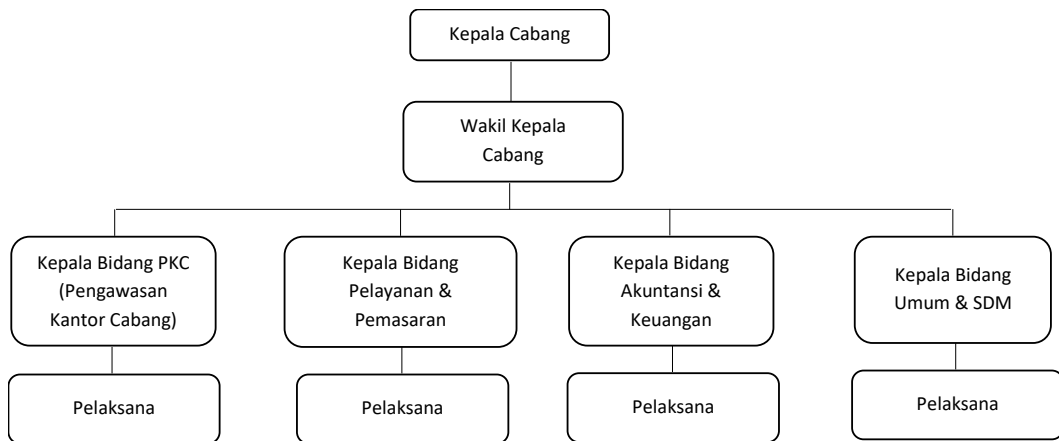 Kepala Cabang
Wakil Kepala
Cabang
Kepala Bidang PKC
(Pengawasan
Kantor Cabang)
Kepala Bidang
Pelayanan &
Pemasaran
Kepala Bidang
Akuntansi &
Keuangan
Kepala Bidang
Umum & SDM
Pelaksana
Pelaksana
Pelaksana
Pelaksana